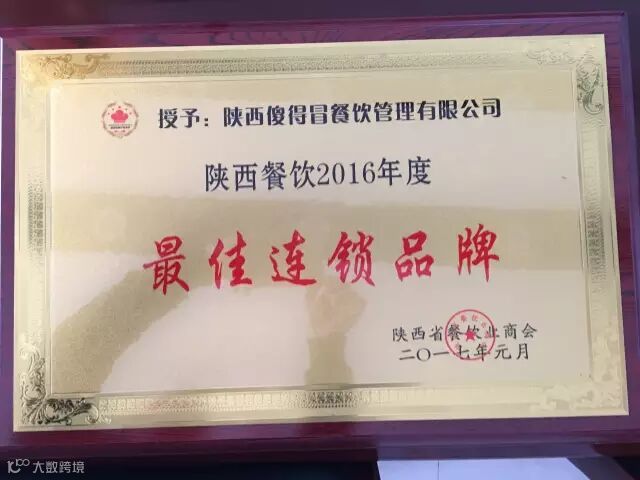 授予：陕西傻得冒餐饮管理有限公司
陕西餐饮2016年度
最佳连锁品牌
陕西省餐饮业商会
二〇一七年元月
大数跨境